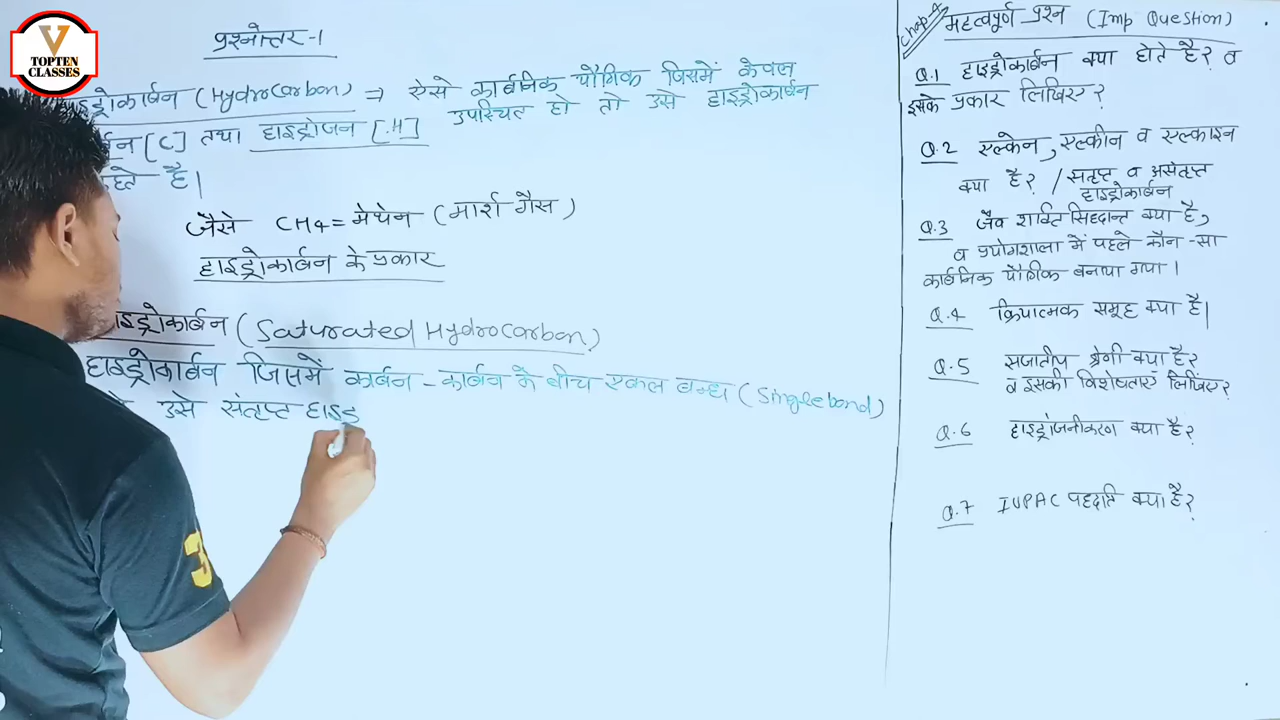 V
TOPTEN
CLASSES
प्रश्नोत्तर-1
हाइड्रोकार्बन (Hydrocarbon) ⇒ ऐसे कार्बनिक यौगिक जिसमें केवल
[C] तथा हाइड्रोजन [H] उपस्थित हो तो उसे हाइड्रोकार्बन
है।
जैसे CH4 = मेथेन (मार्श गैस)
हाइड्रोकार्बन के प्रकार
हाइड्रोकार्बन (Saturated Hydrocarbon)
हाइड्रोकार्बन जिसमें कार्बन - कार्बन के बीच एकल बन्ध (Single bond)
उसे संतृप्त हाइड्
3
Chap 4
महत्वपूर्ण प्रश्न (Imp Question)
Q.1 हाइड्रोकार्बन क्या होते है? व
इसके प्रकार लिखिए?
Q.2 एल्केन, एल्कीन व एल्काइन
क्या है? / संतृप्त व असंतृप्त
हाइड्रोकार्बन
Q.3 जैव शक्ति सिद्दान्त क्या है,
व प्रयोगशाला में पहले कौन-सा
कार्बनिक यौगिक बनाया गया।
Q.4 क्रियात्मक समूह क्या है।
Q.5 सजातीय श्रेणी क्या है?
व इसकी विशेषताएं लिखिए?
Q.6 हाइड्रोजनीकरण क्या है?
Q.7 IUPAC पद्दति क्या है?